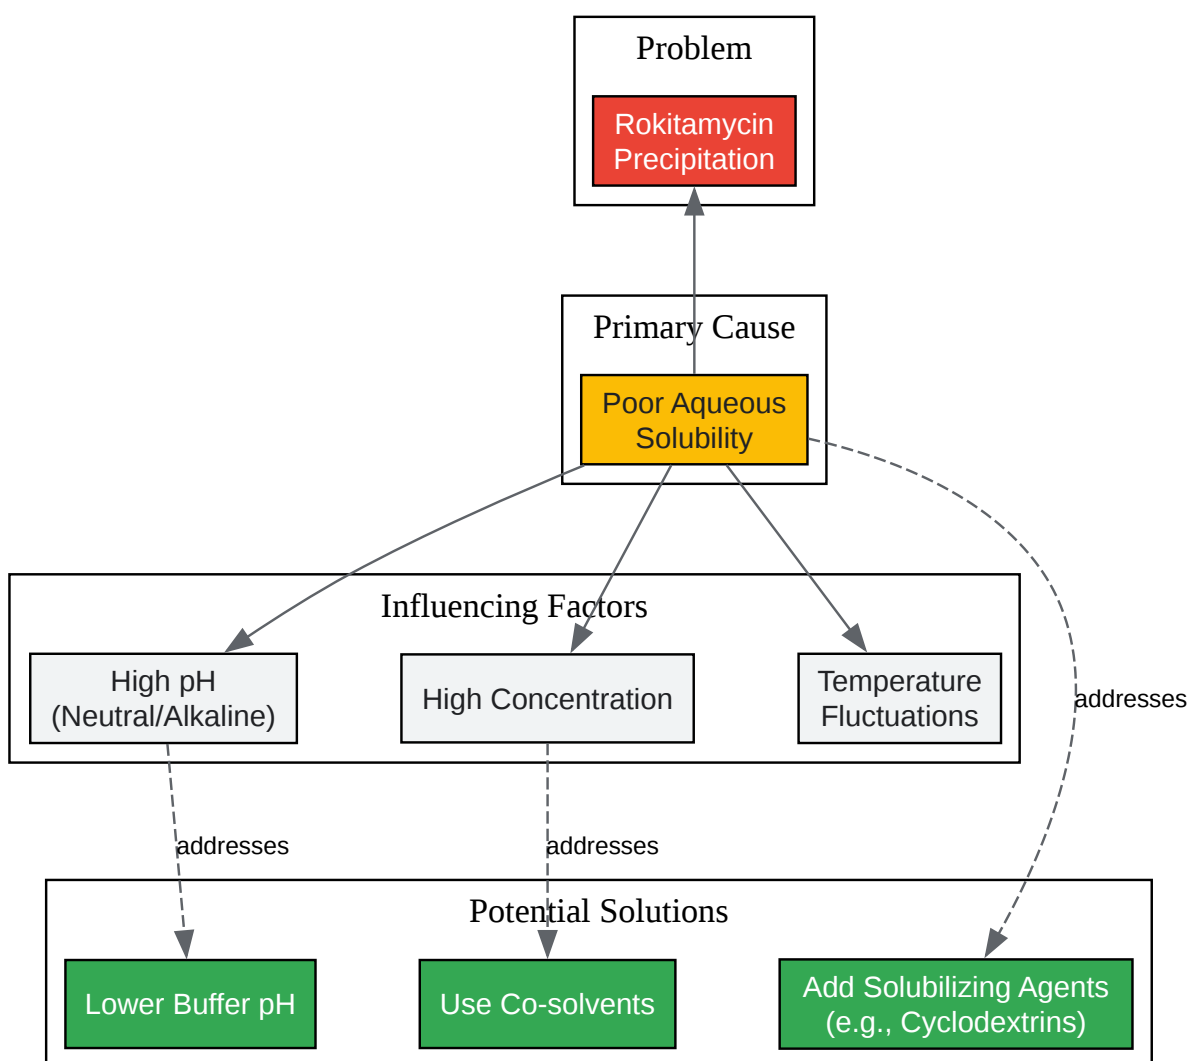 Problem
Rokitamycin
Precipitation
Primary Cause
Poor Aqueous
Solubility
Influencing Factors
High pH
(Neutral/Alkaline)
High Concentration
Temperature
Fluctuations
addresses
addresses
addresses
Potential Solutions
Lower Buffer pH
Use Co-solvents
Add Solubilizing Agents
(e.g., Cyclodextrins)